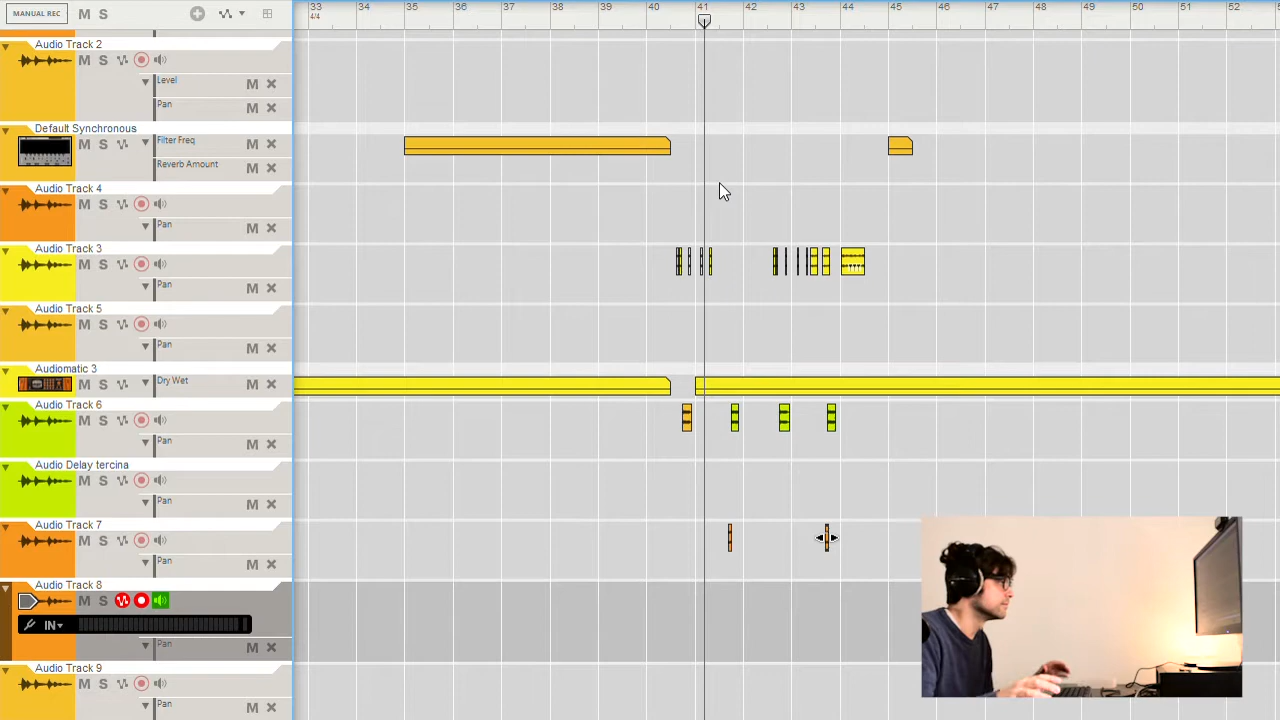 MANUAL REC M S
33 34 35 36 37 38 39 40 41 42 43 44 45 46 47 48 49 50 51 52
4/4
Audio Track 2
M S
Level M
Pan M
Default Synchronous
M S Filter Freq M
Reverb Amount M
Audio Track 4
M S
Pan M
Audio Track 3
M S
Pan M
Audio Track 5
M S
Pan M
Audiomatic 3
M S Dry Wet M
Audio Track 6
M S
Pan M
Audio Delay tercina
M S
Pan M
Audio Track 7
M S
Pan M
Audio Track 8
M S
IN
Pan M
Audio Track 9
M S
Pan M